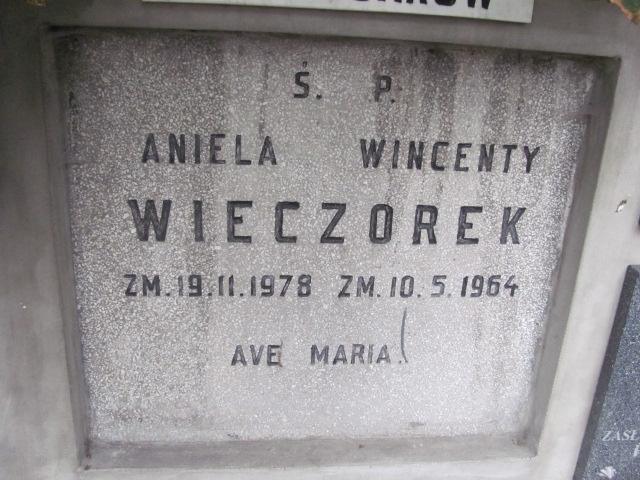 Ś. P.
ANIELA WINCENTY
WIECZOREK
ZM. 19.11.1978 ZM. 10.5.1964
AVE MARIA!